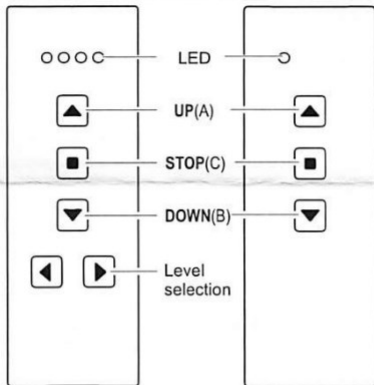 LED
UP(A)
STOP(C)
DOWN(B)
Level
selection